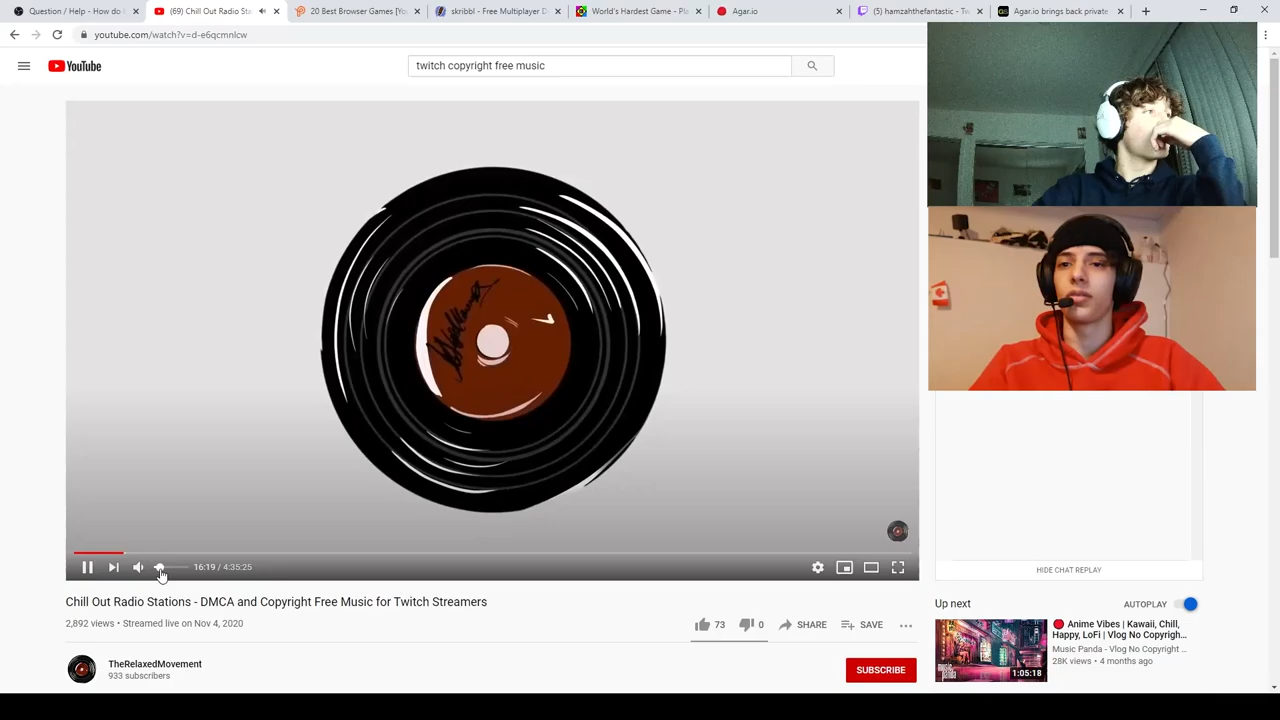 Question / Help - How do I
(69) Chill Out Radio Sta
20 Best Browser Games [Yo
skribbl - Free Multiplayer D
World's Hardest Game - Pla
Agar.io
(5) hamzahthefantastic - Tw
Agar.io brings back private
youtube.com/watch?v=d-e6qcmnlcw
YouTube
twitch copyright free music
16:19 / 4:35:25
HIDE CHAT REPLAY
Chill Out Radio Stations - DMCA and Copyright Free Music for Twitch Streamers
2,892 views • Streamed live on Nov 4, 2020
73
0
SHARE
SAVE
TheRelaxedMovement
933 subscribers
SUBSCRIBE
Up next
AUTOPLAY
Anime Vibes | Kawaii, Chill,
Happy, LoFi | Vlog No Copyrigh...
Music Panda - Vlog No Copyright ...
28K views • 4 months ago
1:05:18